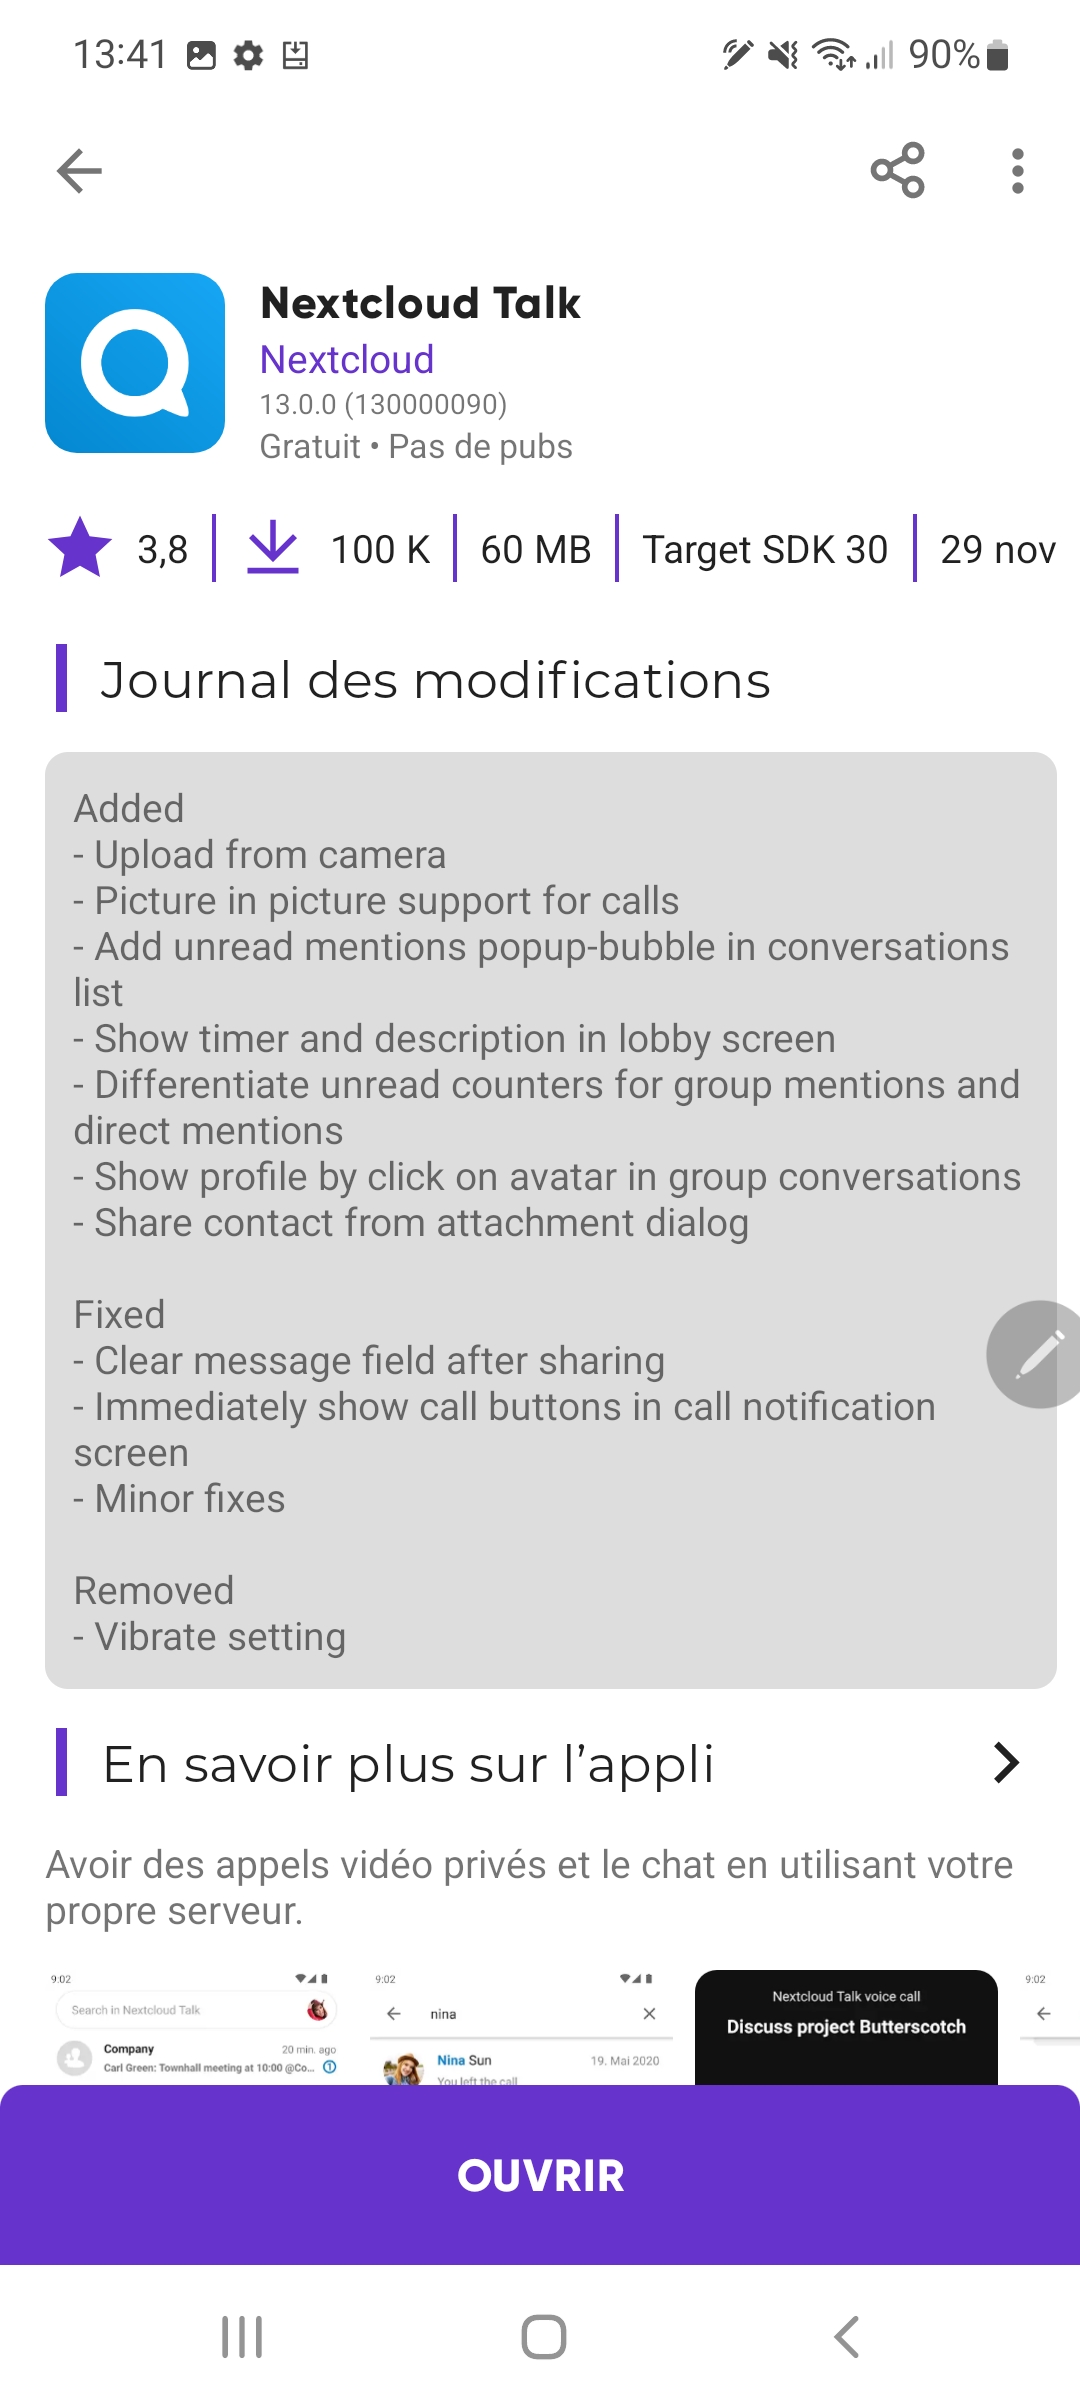 13:41
90%
Nextcloud Talk
Nextcloud
13.0.0 (130000090)
Gratuit • Pas de pubs
3,8
100 K
60 MB
Target SDK 30
29 nov
Journal des modifications
Added
- Upload from camera
- Picture in picture support for calls
- Add unread mentions popup-bubble in conversations
list
- Show timer and description in lobby screen
- Differentiate unread counters for group mentions and
direct mentions
- Show profile by click on avatar in group conversations
- Share contact from attachment dialog
Fixed
- Clear message field after sharing
- Immediately show call buttons in call notification
screen
- Minor fixes
Removed
- Vibrate setting
En savoir plus sur l’appli
Avoir des appels vidéo privés et le chat en utilisant votre
propre serveur.
9:02
Search in Nextcloud Talk
Company
20 min. ago
Carl Green: Townhall meeting at 10:00 @Co...
9:02
nina
Nina Sun
19. Mai 2020
You left the call
Nextcloud Talk voice call
Discuss project Butterscotch
9:02
OUVRIR